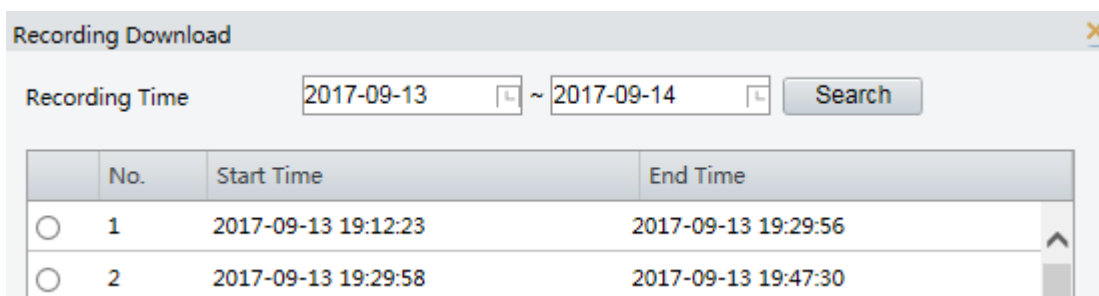 Recording Download
Recording Time 2017-09-13 ~ 2017-09-14 Search
No. Start Time End Time
1 2017-09-13 19:12:23 2017-09-13 19:29:56
2 2017-09-13 19:29:58 2017-09-13 19:47:30